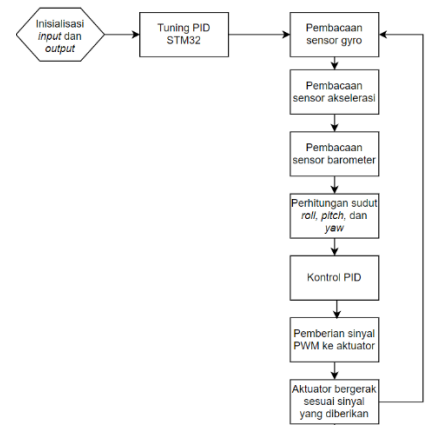 Inisialisasi
input dan
output
Tuning PID
STM32
Pembacaan
sensor gyro
Pembacaan
sensor akselerasi
Pembacaan
sensor barometer
Perhitungan sudut
roll, pitch, dan
yaw
Kontrol PID
Pemberian sinyal
PWM ke aktuator
Aktuator bergerak
sesuai sinyal
yang diberikan